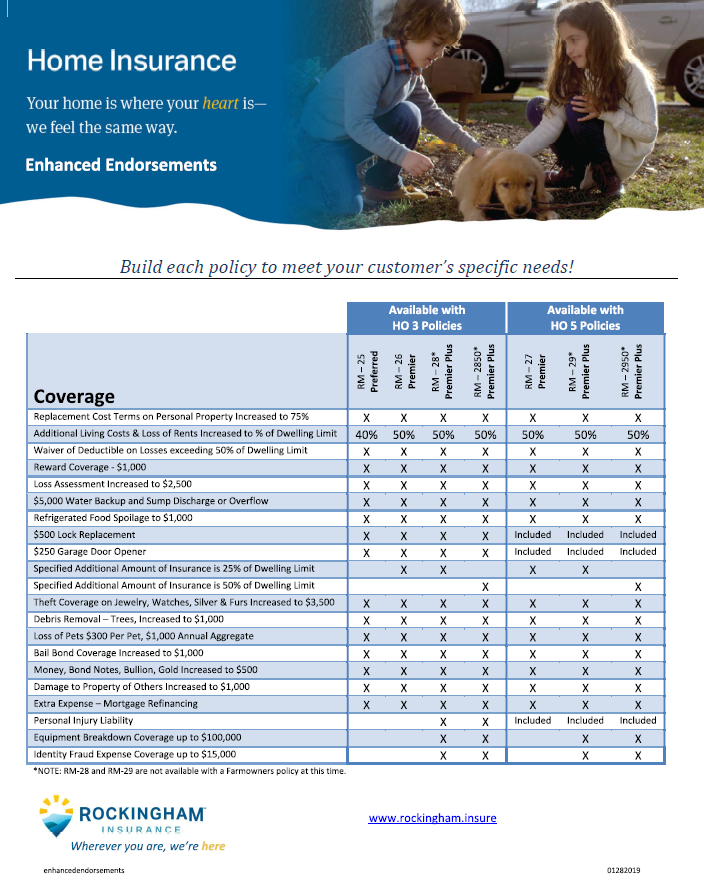 Home Insurance
Your home is where your heart is—
we feel the same way.
Enhanced Endorsements
Build each policy to meet your customer's specific needs!
Available with
HO 3 Policies
Available with
HO 5 Policies
Coverage
RM – 25
Preferred
RM – 26
Premier
RM – 28*
Premier Plus
RM – 2850*
Premier Plus
RM – 27
Premier
RM – 29*
Premier Plus
RM – 2950*
Premier Plus
Replacement Cost Terms on Personal Property Increased to 75% X X X X X X X
Additional Living Costs & Loss of Rents Increased to % of Dwelling Limit 40% 50% 50% 50% 50% 50% 50%
Waiver of Deductible on Losses exceeding 50% of Dwelling Limit X X X X X X X
Reward Coverage - $1,000 X X X X X X X
Loss Assessment Increased to $2,500 X X X X X X X
$5,000 Water Backup and Sump Discharge or Overflow X X X X X X X
Refrigerated Food Spoilage to $1,000 X X X X X X X
$500 Lock Replacement X X X X Included Included Included
$250 Garage Door Opener X X X X Included Included Included
Specified Additional Amount of Insurance is 25% of Dwelling Limit X X X X
Specified Additional Amount of Insurance is 50% of Dwelling Limit X X
Theft Coverage on Jewelry, Watches, Silver & Furs Increased to $3,500 X X X X X X X
Debris Removal – Trees, Increased to $1,000 X X X X X X X
Loss of Pets $300 Per Pet, $1,000 Annual Aggregate X X X X X X X
Bail Bond Coverage Increased to $1,000 X X X X X X X
Money, Bond Notes, Bullion, Gold Increased to $500 X X X X X X X
Damage to Property of Others Increased to $1,000 X X X X X X X
Extra Expense – Mortgage Refinancing X X X X X X X
Personal Injury Liability X X Included Included Included
Equipment Breakdown Coverage up to $100,000 X X X X
Identity Fraud Expense Coverage up to $15,000 X X X X
*NOTE: RM-28 and RM-29 are not available with a Farmowners policy at this time.
ROCKINGHAM
INSURANCE
Wherever you are, we're here
www.rockingham.insure
enhancedendorsements
01282019